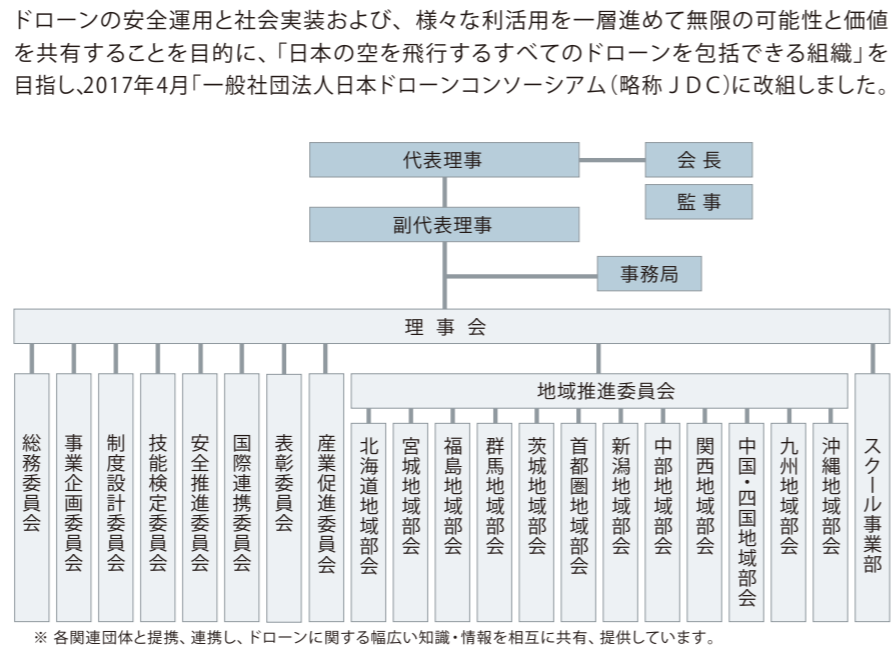 ドローンの安全運用と社会実装および、様々な利活用を一層進めて無限の可能性と価値
を共有することを目的に、「日本の空を飛行するすべてのドローンを包括できる組織」を
目指し、2017年4月「一般社団法人日本ドローンコンソーシアム（略称ＪＤＣ）に改組しました。
代表理事
会長
監事
副代表理事
事務局
理事会
総務委員会
事業企画委員会
制度設計委員会
技能検定委員会
安全推進委員会
国際連携委員会
表彰委員会
産業促進委員会
地域推進委員会
北海道地域部会
宮城地域部会
福島地域部会
群馬地域部会
茨城地域部会
首都圏地域部会
新潟地域部会
中部地域部会
関西地域部会
中国・四国地域部会
九州地域部会
沖縄地域部会
スクール事業部
※ 各関連団体と提携、連携し、ドローンに関する幅広い知識・情報を相互に共有、提供しています。